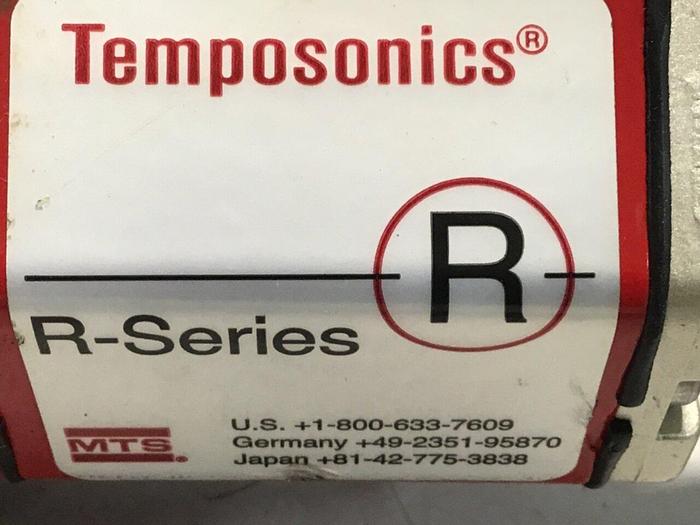 Temposonics®
R
R-Series
MTS®
U.S. +1-800-633-7609
Germany +49-2351-95870
Japan +81-42-775-3838